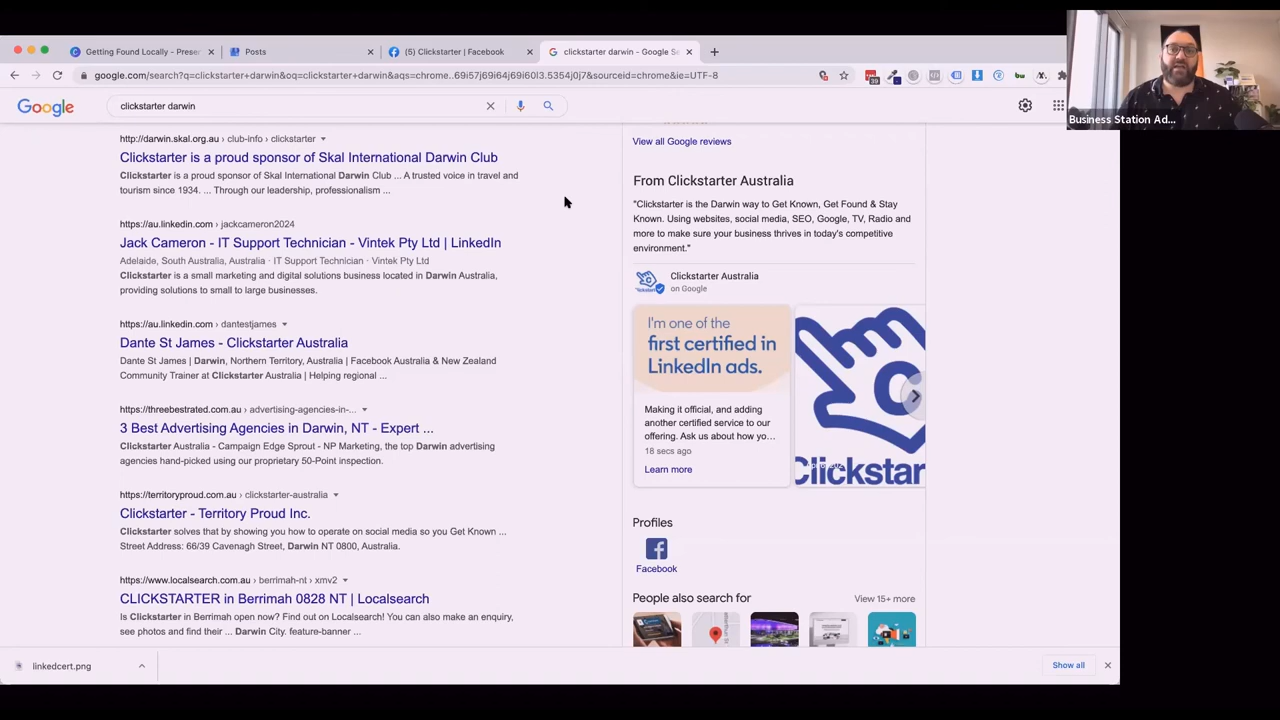 Getting Found Locally - Preser
Posts
(5) Clickstarter | Facebook
clickstarter darwin - Google Se
google.com/search?q=clickstarter+darwin&oq=clickstarter+darwin&aqs=chrome..69i57j69i64j69i60l3.5354j0j7&sourceid=chrome&ie=UTF-8
39
bw
Business Station Ad...
Google
clickstarter darwin
http://darwin.skal.org.au › club-info › clickstarter
Clickstarter is a proud sponsor of Skal International Darwin Club
Clickstarter is a proud sponsor of Skal International Darwin Club ... A trusted voice in travel and
tourism since 1934. ... Through our leadership, professionalism ...
https://au.linkedin.com › jackcameron2024
Jack Cameron - IT Support Technician - Vintek Pty Ltd | LinkedIn
Adelaide, South Australia, Australia · IT Support Technician · Vintek Pty Ltd
Clickstarter is a small marketing and digital solutions business located in Darwin Australia,
providing solutions to small to large businesses.
https://au.linkedin.com › dantestjames
Dante St James - Clickstarter Australia
Dante St James | Darwin, Northern Territory, Australia | Facebook Australia & New Zealand
Community Trainer at Clickstarter Australia | Helping regional ...
https://threebestrated.com.au › advertising-agencies-in-...
3 Best Advertising Agencies in Darwin, NT - Expert ...
Clickstarter Australia - Campaign Edge Sprout - NP Marketing, the top Darwin advertising
agencies hand-picked using our proprietary 50-Point inspection.
https://territoryproud.com.au › clickstarter-australia
Clickstarter - Territory Proud Inc.
Clickstarter solves that by showing you how to operate on social media so you Get Known ...
Street Address: 66/39 Cavenagh Street, Darwin NT 0800, Australia.
https://www.localsearch.com.au › berrimah-nt › xmv2
CLICKSTARTER in Berrimah 0828 NT | Localsearch
Is Clickstarter in Berrimah open now? Find out on Localsearch! You can also make an enquiry,
see photos and find their ... Darwin City. feature-banner ...
View all Google reviews
From Clickstarter Australia
"Clickstarter is the Darwin way to Get Known, Get Found & Stay
Known. Using websites, social media, SEO, Google, TV, Radio and
more to make sure your business thrives in today's competitive
environment."
Clickstarter Australia
on Google
I'm one of the
first certified in
LinkedIn ads.
Making it official, and adding
another certified service to our
offering. Ask us about how yo...
18 secs ago
Learn more
C
Clickstar
Profiles
Facebook
People also search for
View 15+ more
linkedcert.png
Show all